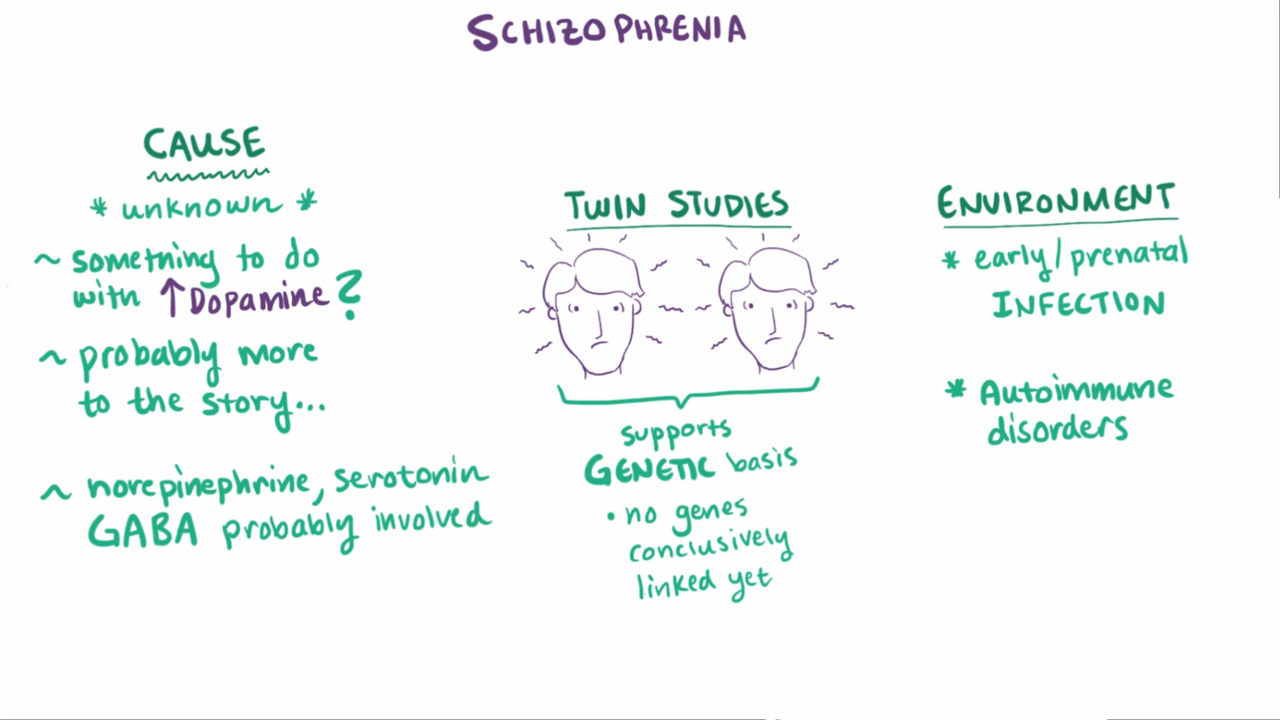 SCHIZOPHRENIA
CAUSE
* unknown *
~ something to do
with ↑Dopamine?
~ probably more
to the story...
~ norepinephrine, serotonin
GABA probably involved
TWIN STUDIES
supports
GENETIC basis
• no genes
conclusively
linked yet
ENVIRONMENT
* early/prenatal
INFECTION
* Autoimmune
disorders